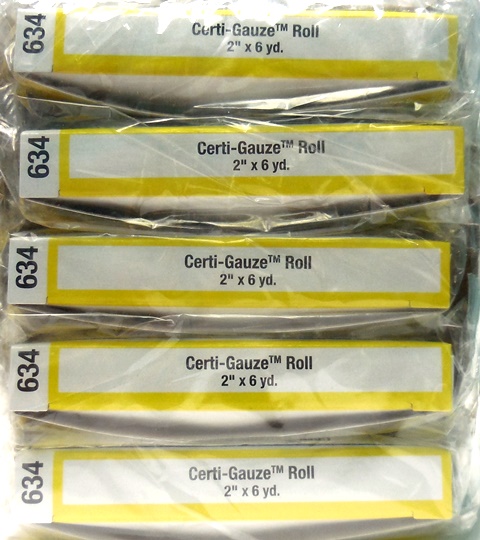 634
Certi-Gauze™ Roll
2" x 6 yd.
634
Certi-Gauze™ Roll
2" x 6 yd.
634
Certi-Gauze™ Roll
2" x 6 yd.
634
Certi-Gauze™ Roll
2" x 6 yd.
634
Certi-Gauze™ Roll
2" x 6 yd.